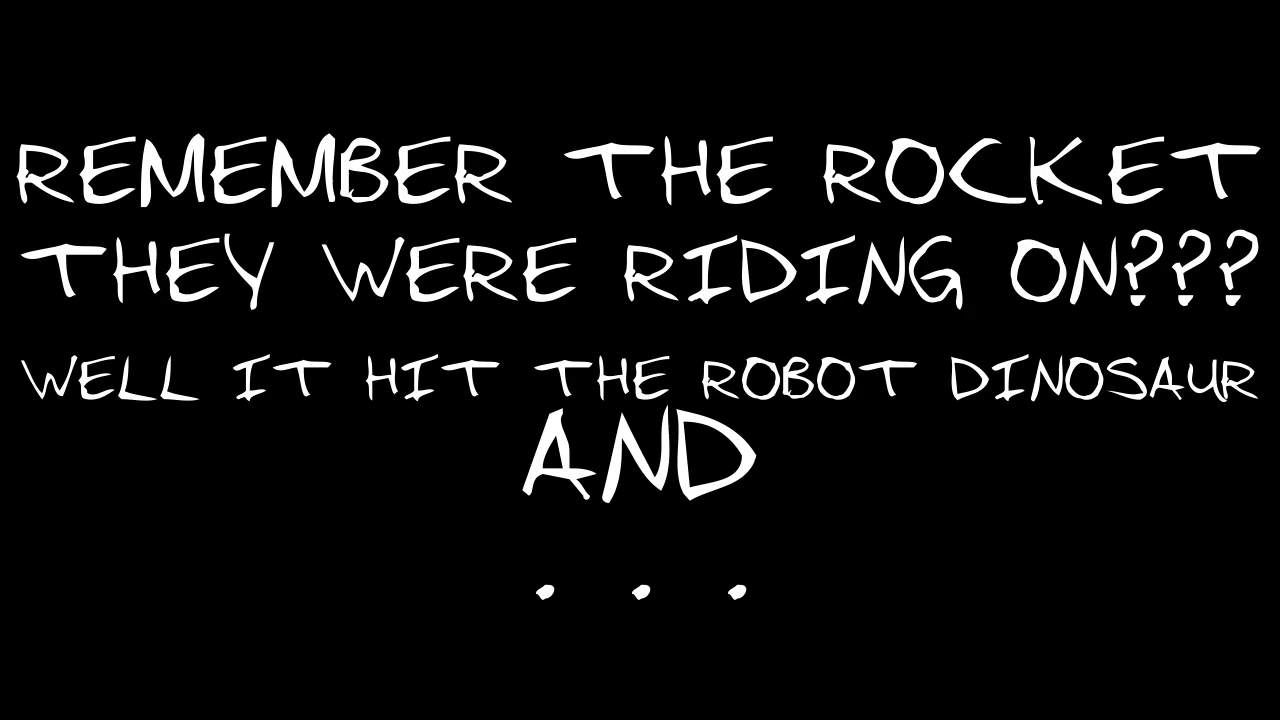 REMEMBER THE ROCKET
THEY WERE RIDING ON???
WELL IT HIT THE ROBOT DINOSAUR
AND
. . .